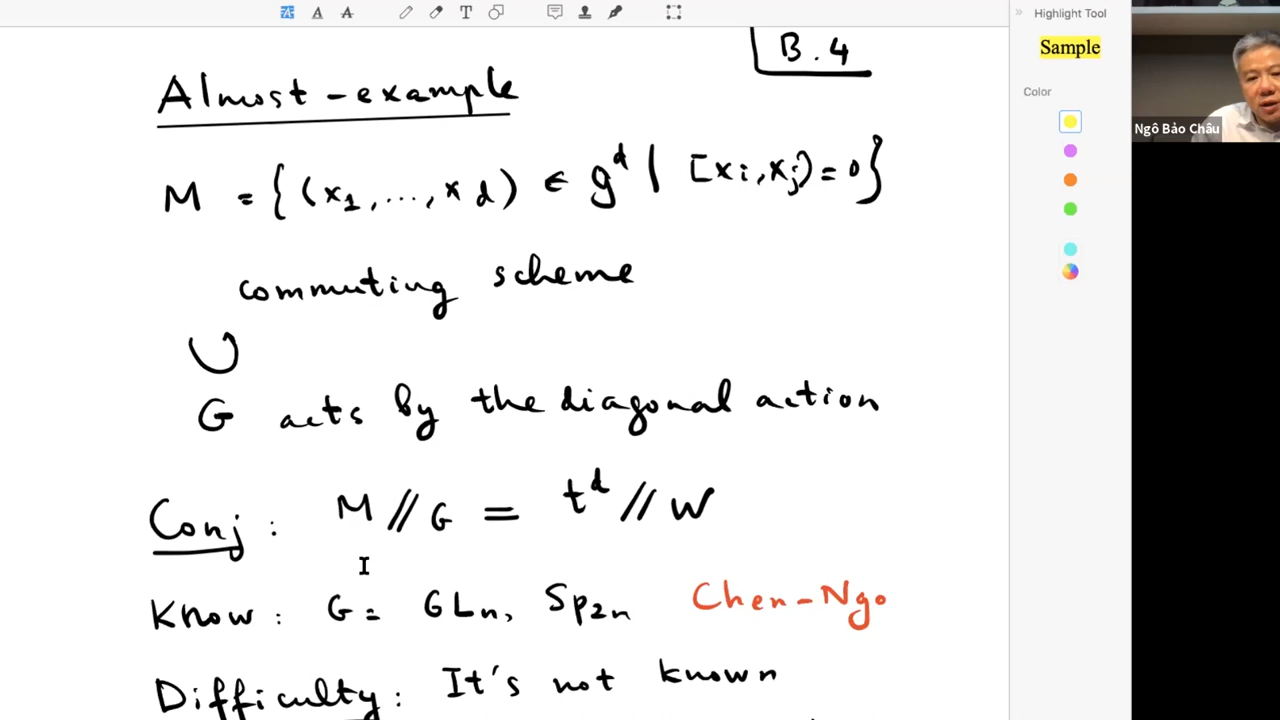 Highlight Tool
Sample
Color
Ngô Bảo Châu
B.4
Almost-example
M = {(x1,...,xd) ∈ g^d | [xi,xj)=0}
commuting scheme
G acts by the diagonal action
Conj: M // G = t^d // W
Know: G = GLn, Sp2n Chen-Ngo
Difficulty: It's not known